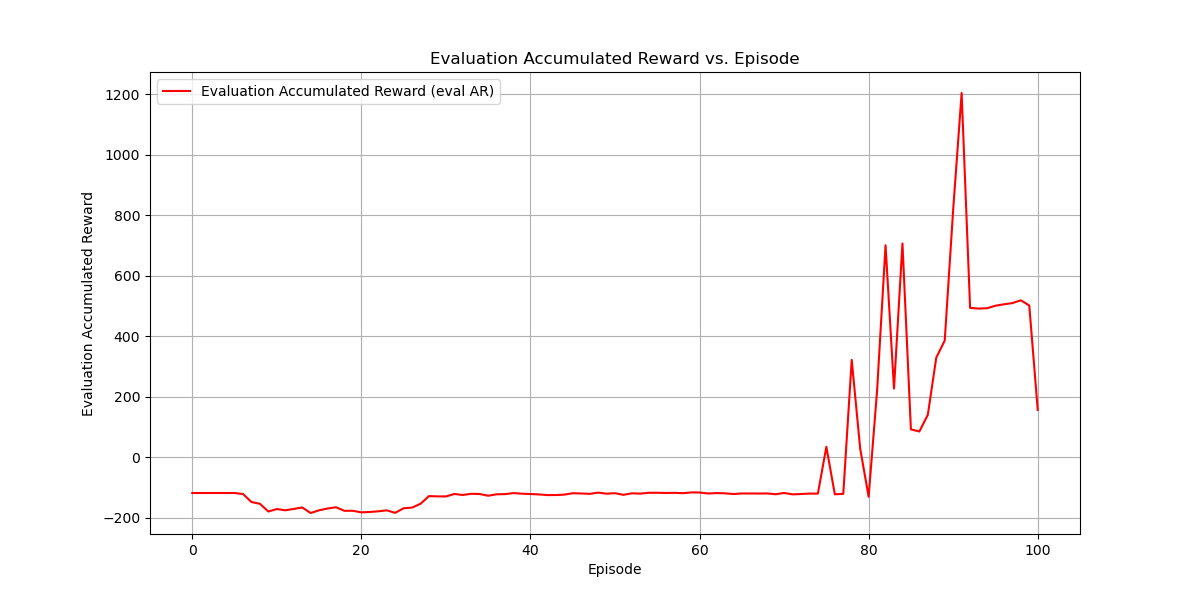 Evaluation Accumulated Reward vs. Episode
Evaluation Accumulated Reward (eval AR)
Evaluation Accumulated Reward
1200
1000
800
600
400
200
0
−200
0 20 40 60 80 100
Episode